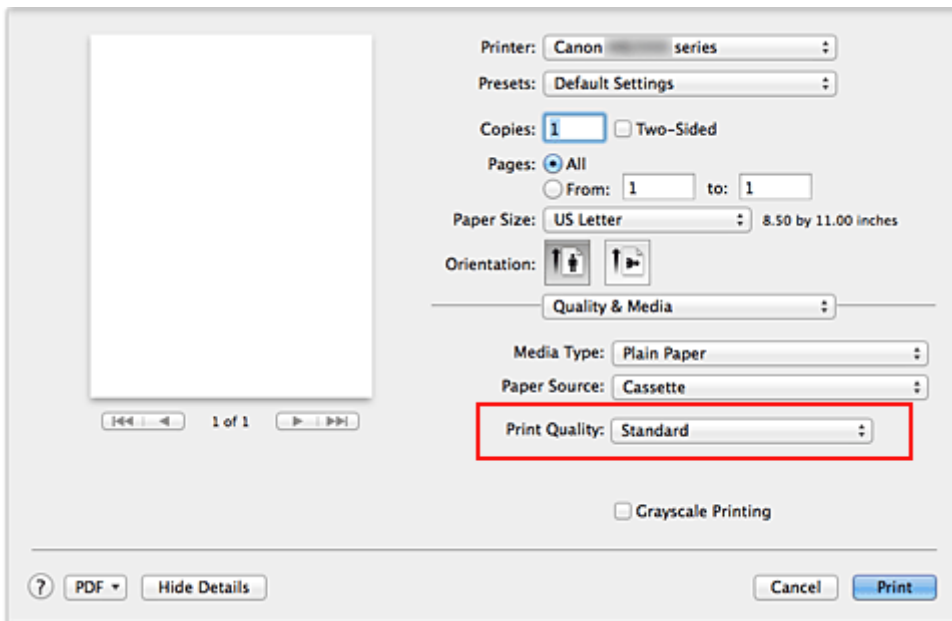 Printer: Canon series
Presets: Default Settings
Copies: 1 Two-Sided
Pages: All
From: 1 to: 1
Paper Size: US Letter 8.50 by 11.00 inches
Orientation:
Quality & Media
Media Type: Plain Paper
Paper Source: Cassette
1 of 1
Print Quality: Standard
Grayscale Printing
? PDF Hide Details Cancel Print